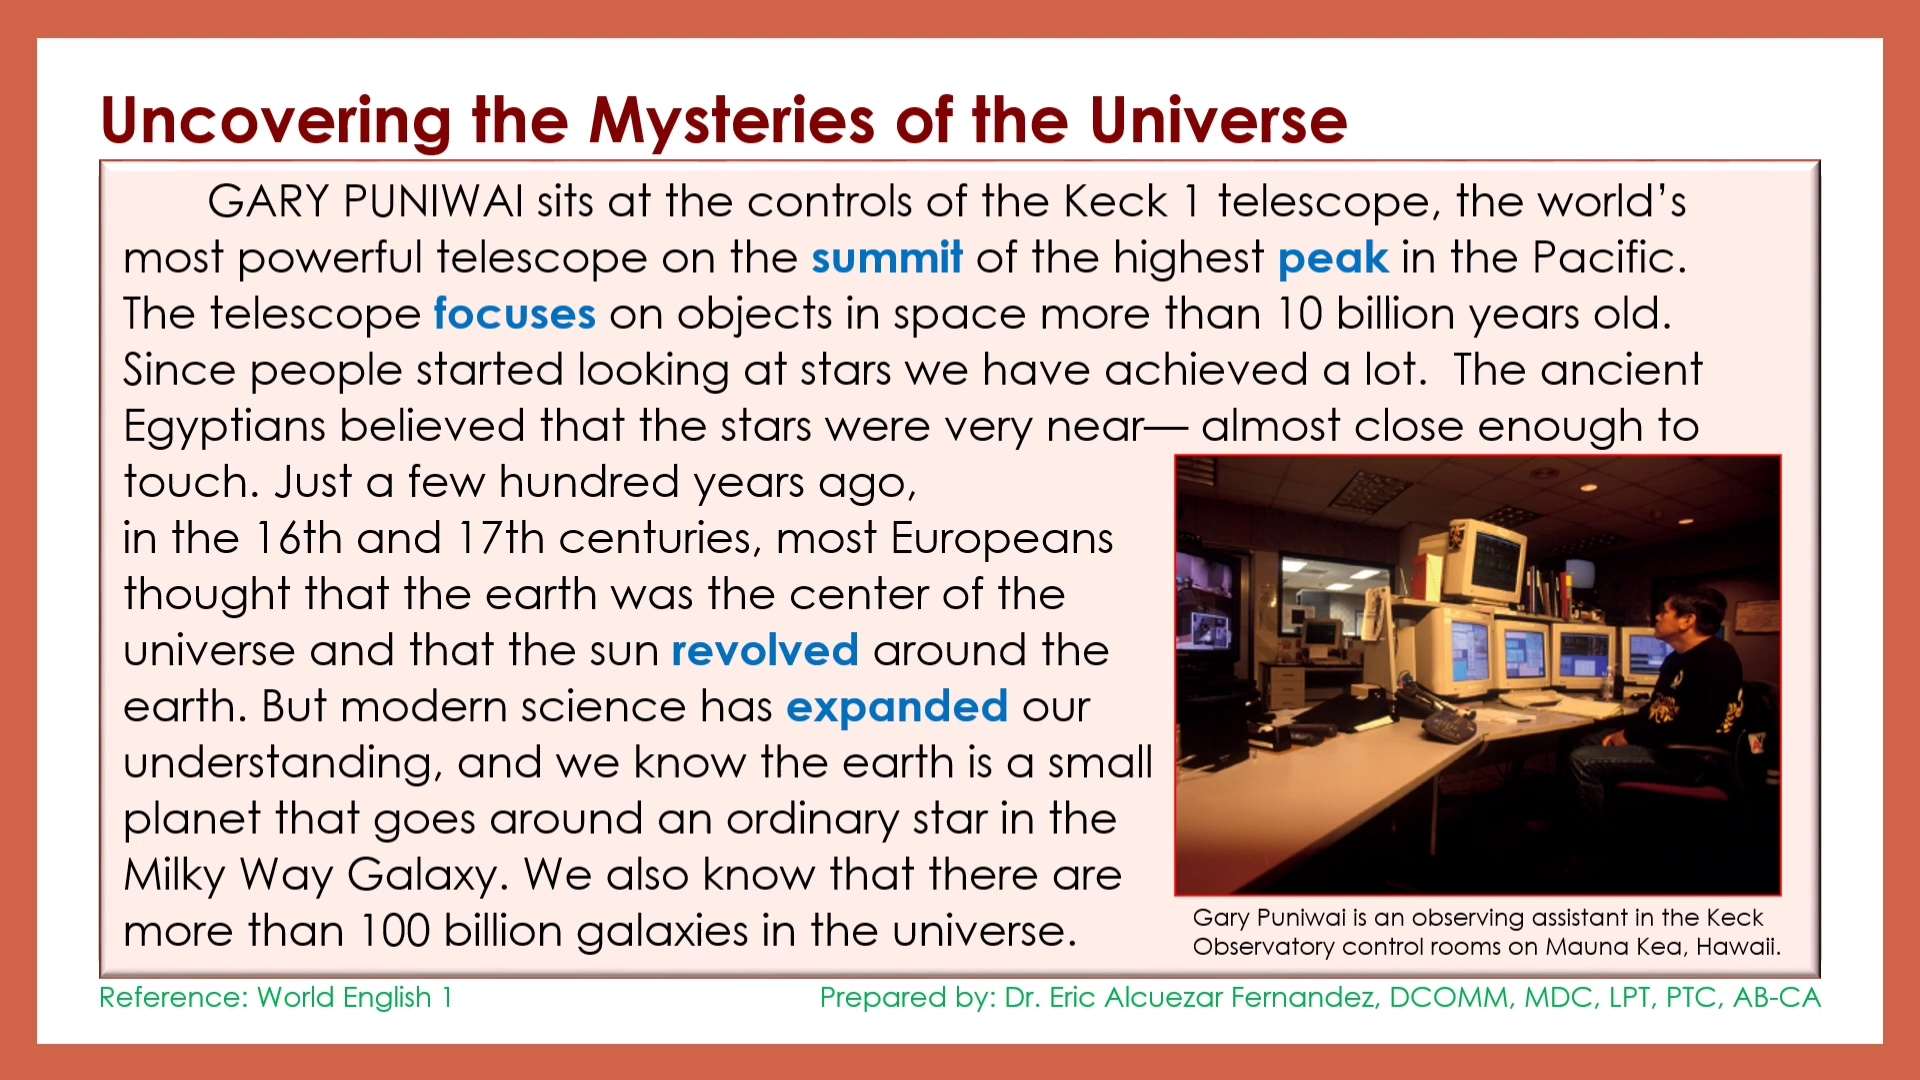 Uncovering the Mysteries of the Universe
GARY PUNIWAI sits at the controls of the Keck 1 telescope, the world’s
most powerful telescope on the summit of the highest peak in the Pacific.
The telescope focuses on objects in space more than 10 billion years old.
Since people started looking at stars we have achieved a lot.  The ancient
Egyptians believed that the stars were very near— almost close enough to
touch. Just a few hundred years ago,
in the 16th and 17th centuries, most Europeans
thought that the earth was the center of the
universe and that the sun revolved around the
earth. But modern science has expanded our
understanding, and we know the earth is a small
planet that goes around an ordinary star in the
Milky Way Galaxy. We also know that there are
more than 100 billion galaxies in the universe.
Gary Puniwai is an observing assistant in the Keck
Observatory control rooms on Mauna Kea, Hawaii.
Reference: World English 1
Prepared by: Dr. Eric Alcuezar Fernandez, DCOMM, MDC, LPT, PTC, AB-CA